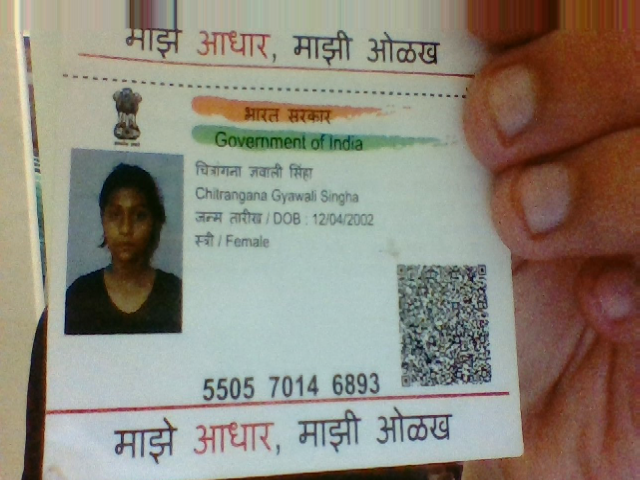 माझे आधार, माझी ओळख
भारत सरकार
Government of India
चित्रांगना ज्ञवाली सिंहा
Chitrangana Gyawali Singha
जन्म तारीख / DOB : 12/04/2002
स्त्री / Female
5505 7014 6893
माझे आधार, माझी ओळख